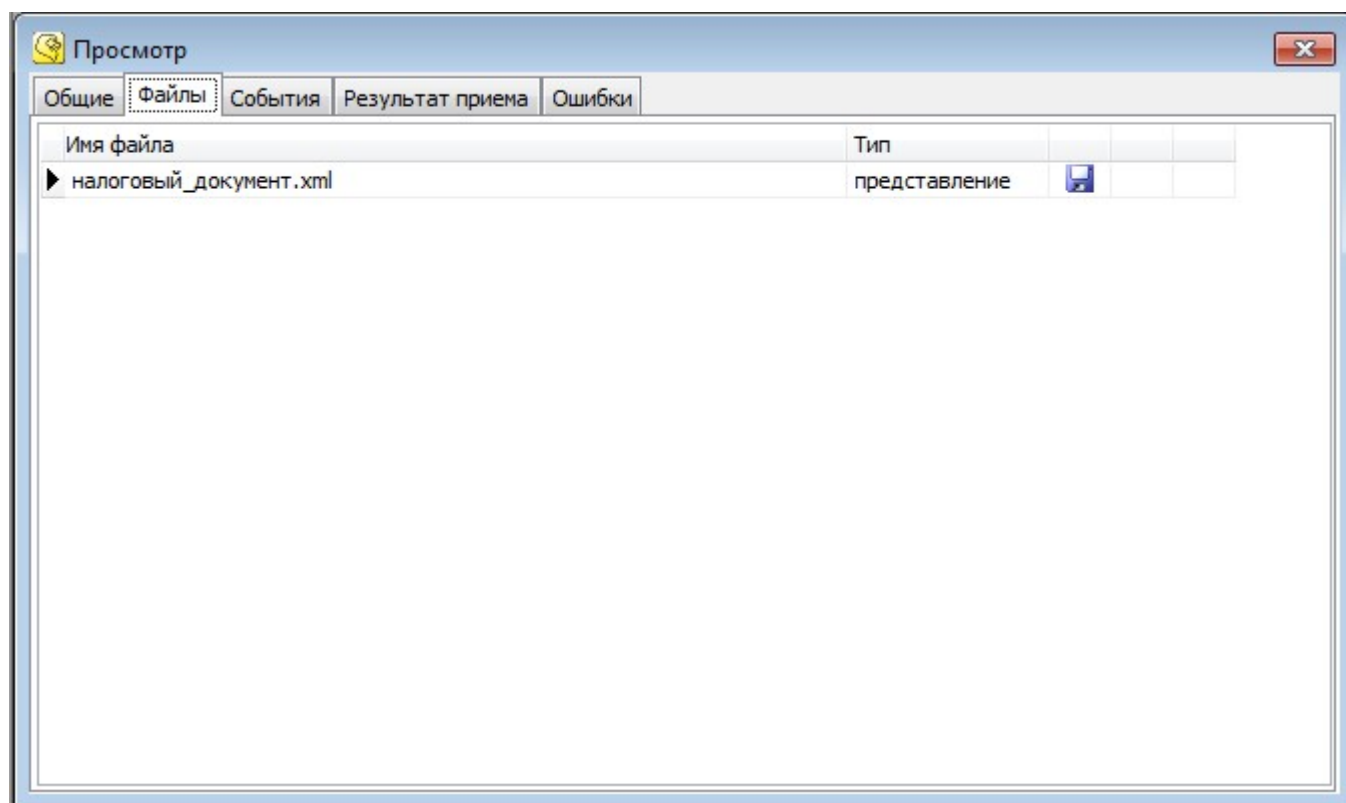 Просмотр
Общие Файлы События Результат приема Ошибки
Имя файла Тип
налоговый_документ.xml представление